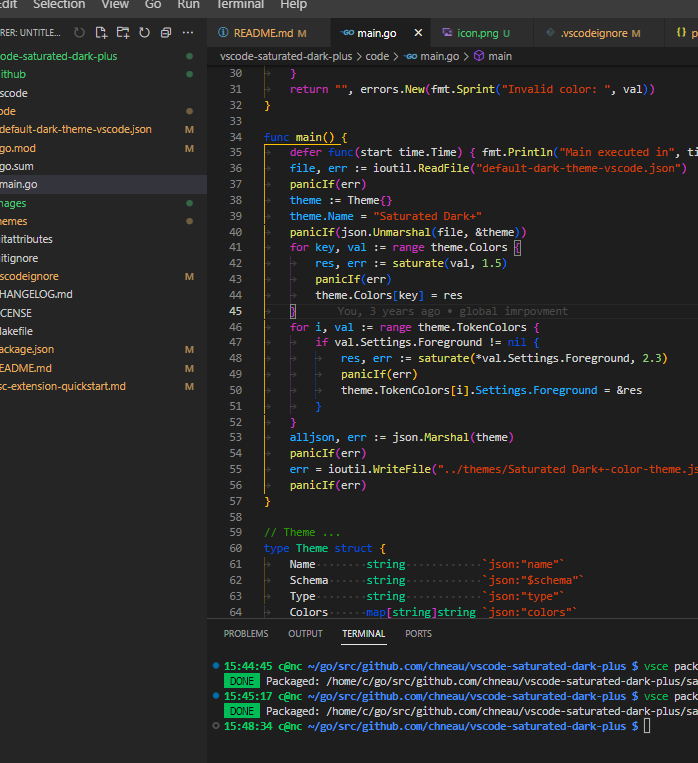 dit Selection View Go Run Terminal Help
RER: UNTITLE...
ode-saturated-dark-plus
ithub
scode
ode
default-dark-theme-vscode.json M
go.mod M
go.sum
main.go
mages
hemes
itattributes
itignore
scodeignore M
HANGELOG.md
CENSE
akefile
ackage.json M
EADME.md M
sc-extension-quickstart.md M
README.md M
main.go
icon.png U
.vscodeignore M
{} p
vscode-saturated-dark-plus > code > main.go > main
30 }
31 return "", errors.New(fmt.Sprint("Invalid color: ", val))
32 }
33
34 func main() {
35 defer func(start time.Time) { fmt.Println("Main executed in", ti
36 file, err := ioutil.ReadFile("default-dark-theme-vscode.json")
37 panicIf(err)
38 theme := Theme{}
39 theme.Name = "Saturated Dark+"
40 panicIf(json.Unmarshal(file, &theme))
41 for key, val := range theme.Colors {
42 res, err := saturate(val, 1.5)
43 panicIf(err)
44 theme.Colors[key] = res
45 } You, 3 years ago • global imrpovment
46 for i, val := range theme.TokenColors {
47 if val.Settings.Foreground != nil {
48 res, err := saturate(*val.Settings.Foreground, 2.3)
49 panicIf(err)
50 theme.TokenColors[i].Settings.Foreground = &res
51 }
52 }
53 alljson, err := json.Marshal(theme)
54 panicIf(err)
55 err = ioutil.WriteFile("../themes/Saturated Dark+-color-theme.js
56 panicIf(err)
57 }
58
59 // Theme ...
60 type Theme struct {
61 Name string `json:"name"`
62 Schema string `json:"$schema"`
63 Type string `json:"type"`
64 Colors map[string]string `json:"colors"`
PROBLEMS OUTPUT TERMINAL PORTS
15:44:45 c@nc ~/go/src/github.com/chneau/vscode-saturated-dark-plus $ vsce pack
DONE Packaged: /home/c/go/src/github.com/chneau/vscode-saturated-dark-plus/sa
15:45:17 c@nc ~/go/src/github.com/chneau/vscode-saturated-dark-plus $ vsce pack
DONE Packaged: /home/c/go/src/github.com/chneau/vscode-saturated-dark-plus/sa
15:48:34 c@nc ~/go/src/github.com/chneau/vscode-saturated-dark-plus $